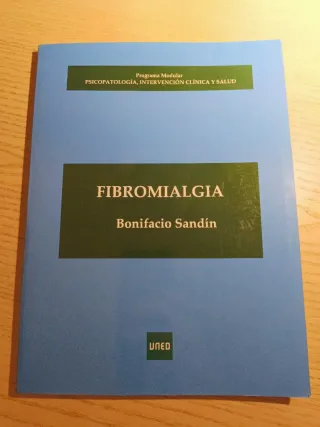 Programa Modular
PSICOPATOLOGÍA, INTERVENCIÓN CLÍNICA Y SALUD
FIBROMIALGIA
Bonifacio Sandín
UNED